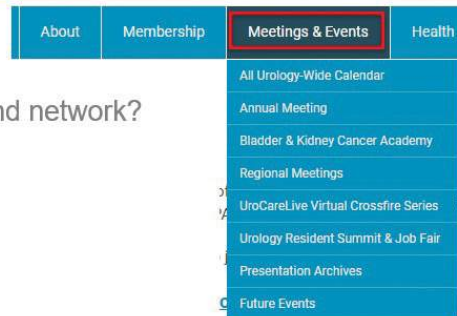 About Membership Meetings & Events Health
All Urology-Wide Calendar
nd network?
Annual Meeting
Bladder & Kidney Cancer Academy
Regional Meetings
UroCareLive Virtual Crossfire Series
Urology Resident Summit & Job Fair
Presentation Archives
Future Events